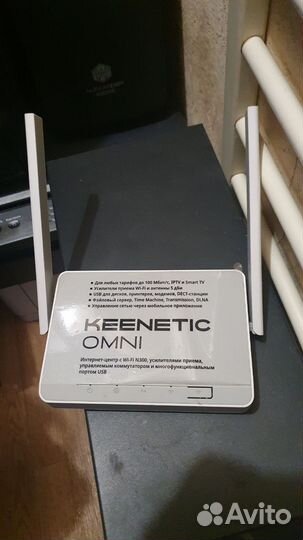 • Для любых тарифов до 100 Мбит/с, IPTV и Smart TV
• Усилители приема Wi-Fi и антенны 5 дБи
• USB для дисков, принтеров, модемов, DECT-станции
• Файловый сервер, Time Machine, Transmission, DLNA
• Управление сетью через мобильное приложение
KEENETIC
OMNI
Интернет-центр с Wi-Fi N300, усилителями приема,
управляемым коммутатором и многофункциональным
портом USB
Avito